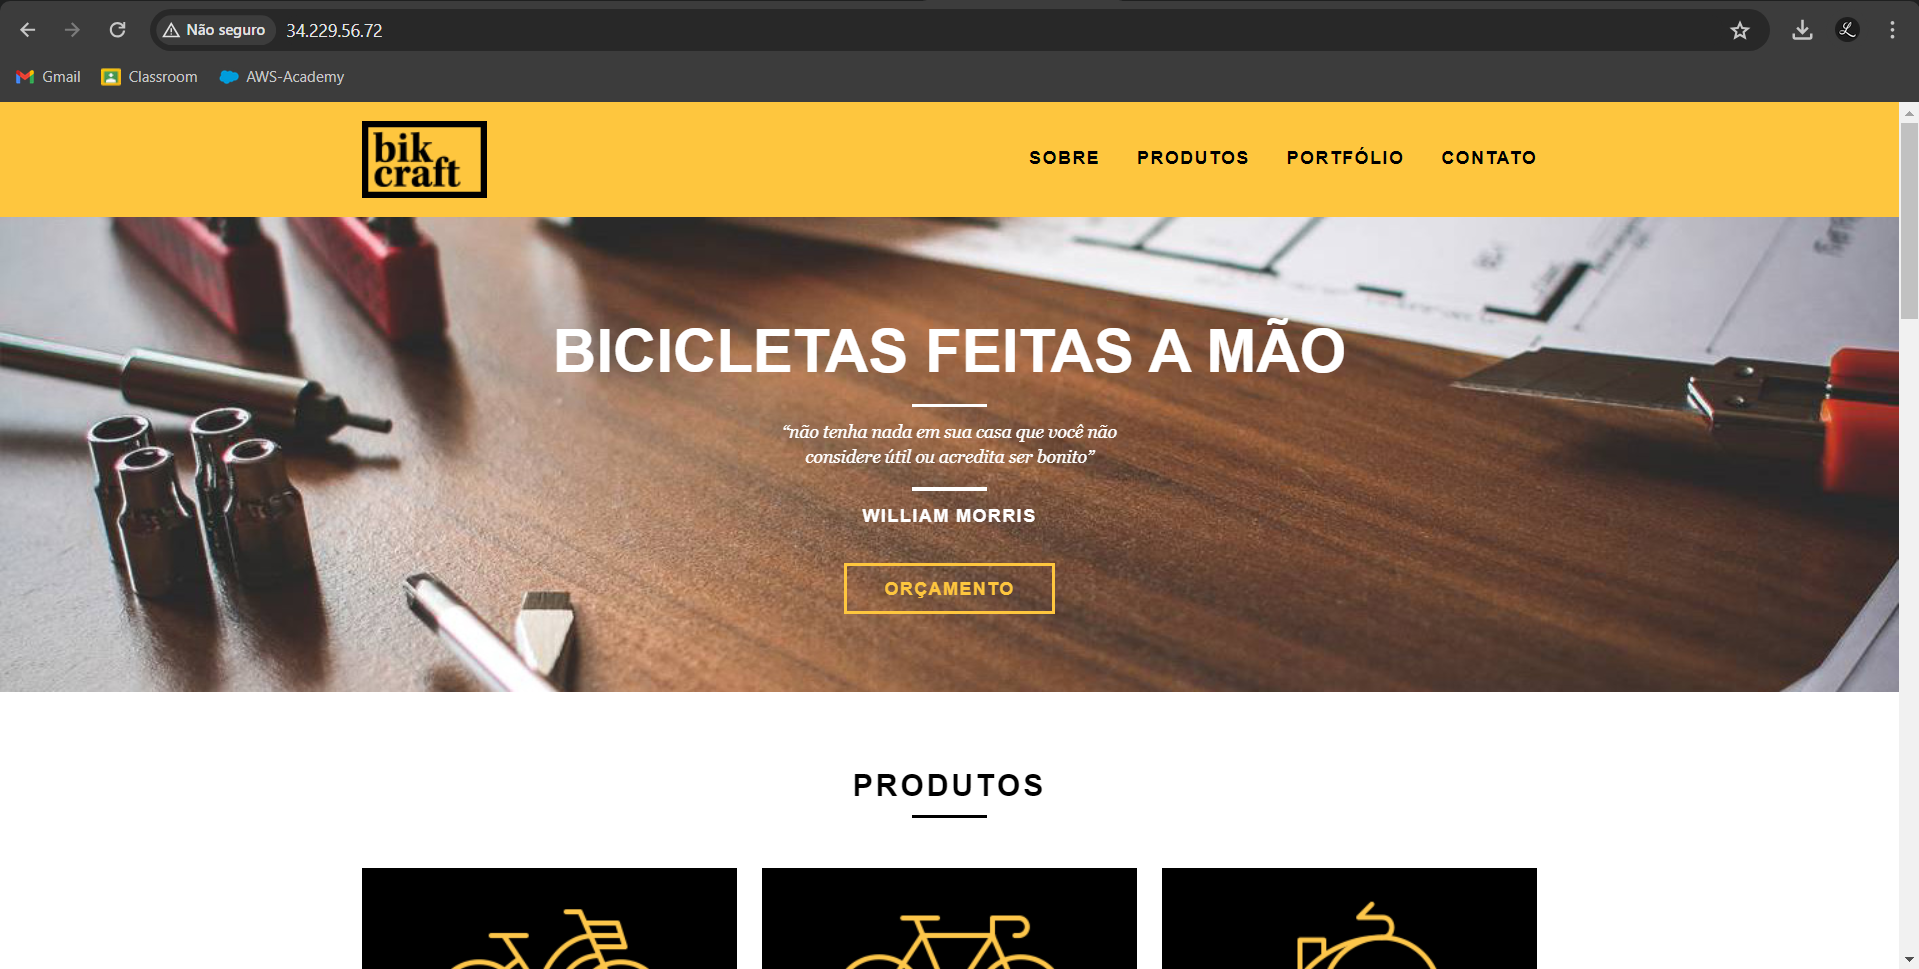 Não seguro 34.229.56.72
Gmail Classroom AWS-Academy
bik
craft
SOBRE PRODUTOS PORTFÓLIO CONTATO
BICICLETAS FEITAS A MÃO
“não tenha nada em sua casa que você não
considere útil ou acredita ser bonito”
WILLIAM MORRIS
ORÇAMENTO
PRODUTOS